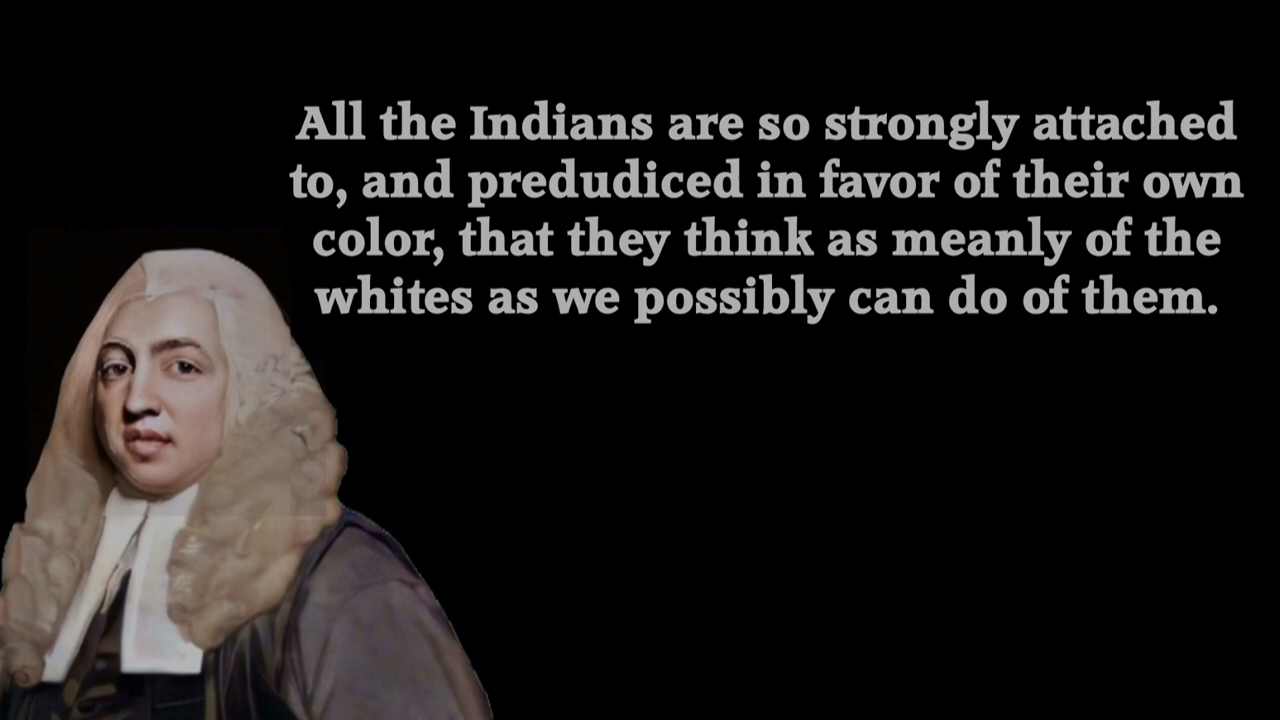 All the Indians are so strongly attached
to, and predudiced in favor of their own
color, that they think as meanly of the
whites as we possibly can do of them.